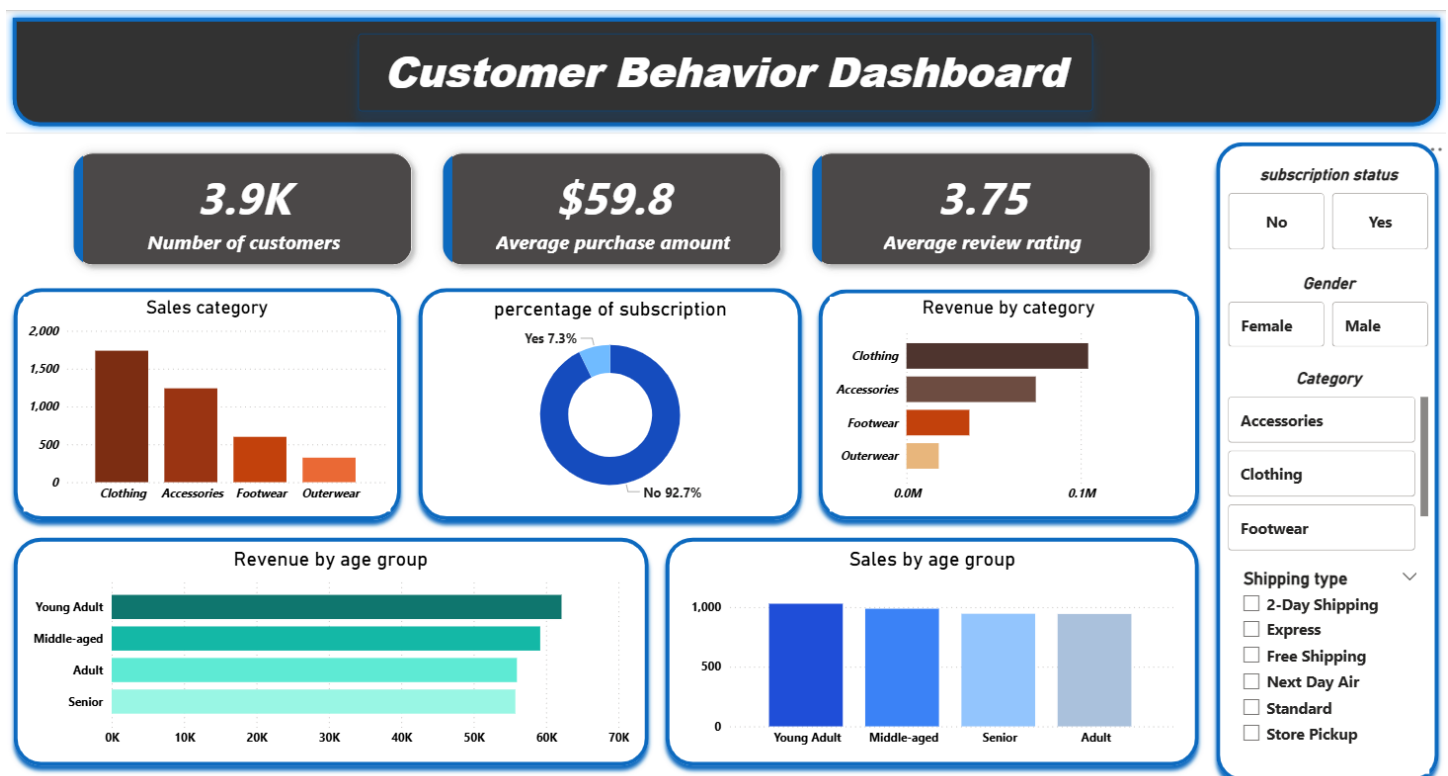 Customer Behavior Dashboard
3.9K
Number of customers
$59.8
Average purchase amount
3.75
Average review rating
subscription status
No
Yes
Gender
Female
Male
Category
Accessories
Clothing
Footwear
Shipping type
2-Day Shipping
Express
Free Shipping
Next Day Air
Standard
Store Pickup
Sales category
2,000
1,500
1,000
500
0
Clothing
Accessories
Footwear
Outerwear
percentage of subscription
Yes 7.3%
No 92.7%
Revenue by category
Clothing
Accessories
Footwear
Outerwear
0.0M
0.1M
Revenue by age group
Young Adult
Middle-aged
Adult
Senior
0K
10K
20K
30K
40K
50K
60K
70K
Sales by age group
1,000
500
0
Young Adult
Middle-aged
Senior
Adult